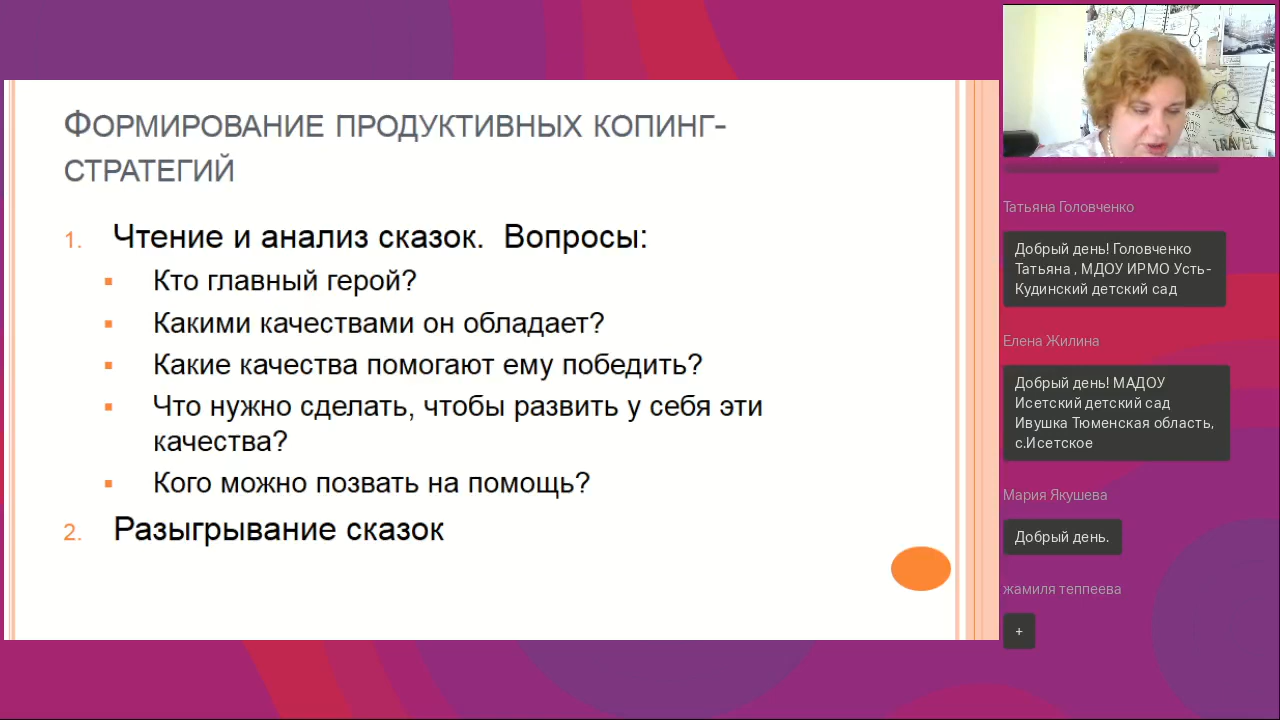 ФОРМИРОВАНИЕ ПРОДУКТИВНЫХ КОПИНГ-
СТРАТЕГИЙ
1. Чтение и анализ сказок. Вопросы:
▪ Кто главный герой?
▪ Какими качествами он обладает?
▪ Какие качества помогают ему победить?
▪ Что нужно сделать, чтобы развить у себя эти
качества?
▪ Кого можно позвать на помощь?
2. Разыгрывание сказок
TRAVEL
Татьяна Головченко
Добрый день! Головченко
Татьяна , МДОУ ИРМО Усть-
Кудинский детский сад
Елена Жилина
Добрый день! МАДОУ
Исетский детский сад
Ивушка Тюменская область,
с.Исетское
Мария Якушева
Добрый день.
жамиля теппеева
+